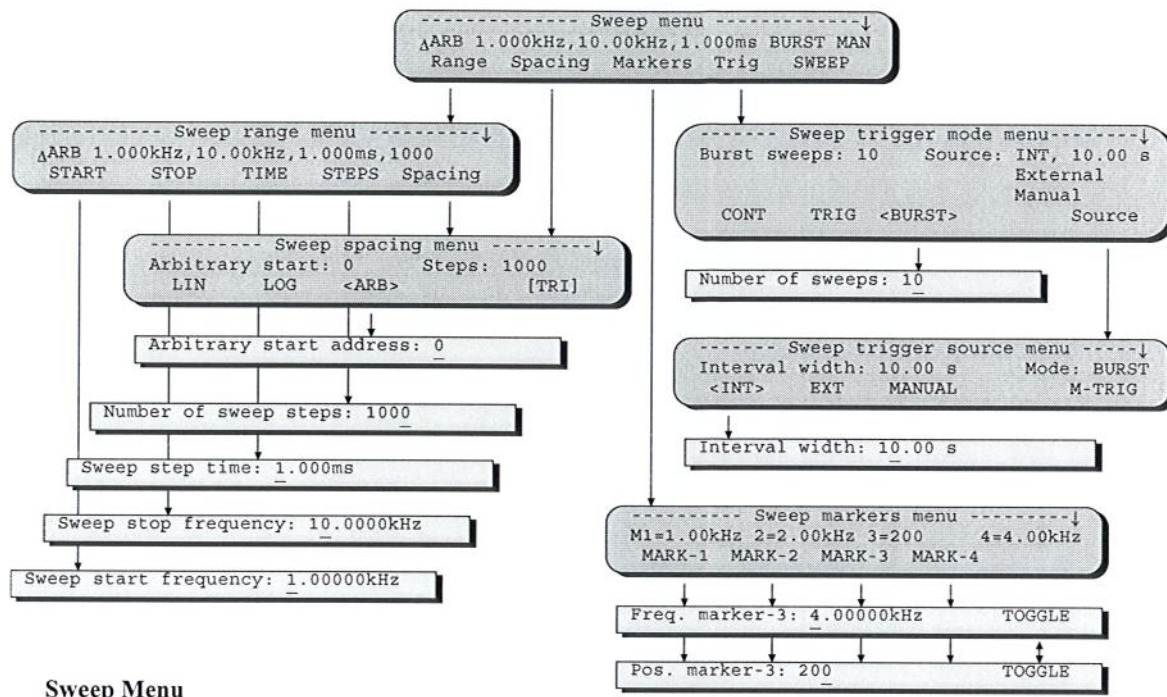 ------------ Sweep menu ------------↓
ΔARB 1.000kHz,10.00kHz,1.000ms BURST MAN
Range Spacing Markers Trig SWEEP
---------- Sweep range menu ---------↓
ΔARB 1.000kHz,10.00kHz,1.000ms,1000
START STOP TIME STEPS Spacing
---------- Sweep spacing menu ---------↓
Arbitrary start: 0 Steps: 1000
LIN LOG <ARB> [TRI]
Arbitrary start address: 0
Number of sweep steps: 1000
Sweep step time: 1.000ms
Sweep stop frequency: 10.0000kHz
Sweep start frequency: 1.00000kHz
------ Sweep trigger mode menu--------↓
Burst sweeps: 10 Source: INT, 10.00 s
External
Manual
CONT TRIG <BURST> Source
Number of sweeps: 10
------- Sweep trigger source menu -----↓
Interval width: 10.00 s Mode: BURST
<INT> EXT MANUAL M-TRIG
Interval width: 10.00 s
---------- Sweep markers menu ---------↓
M1=1.00kHz 2=2.00kHz 3=200 4=4.00kHz
MARK-1 MARK-2 MARK-3 MARK-4
Freq. marker-3: 4.00000kHz TOGGLE
Pos. marker-3: 200 TOGGLE
Sweep Menu